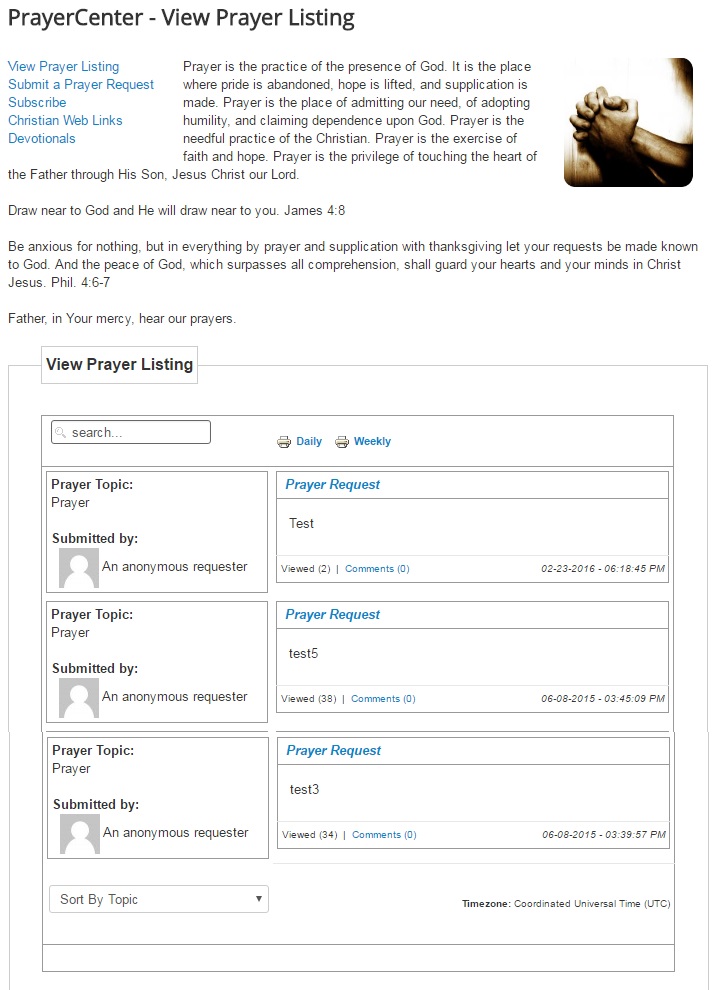 PrayerCenter - View Prayer Listing
View Prayer Listing
Submit a Prayer Request
Subscribe
Christian Web Links
Devotionals
Prayer is the practice of the presence of God. It is the place
where pride is abandoned, hope is lifted, and supplication is
made. Prayer is the place of admitting our need, of adopting
humility, and claiming dependence upon God. Prayer is the
needful practice of the Christian. Prayer is the exercise of
faith and hope. Prayer is the privilege of touching the heart of
the Father through His Son, Jesus Christ our Lord.
Draw near to God and He will draw near to you. James 4:8
Be anxious for nothing, but in everything by prayer and supplication with thanksgiving let your requests be made known
to God. And the peace of God, which surpasses all comprehension, shall guard your hearts and your minds in Christ
Jesus. Phil. 4:6-7
Father, in Your mercy, hear our prayers.
View Prayer Listing
search...
Daily Weekly
Prayer Topic:
Prayer
Submitted by:
An anonymous requester
Prayer Request
Test
Viewed (2) | Comments (0) 02-23-2016 - 06:18:45 PM
Prayer Topic:
Prayer
Submitted by:
An anonymous requester
Prayer Request
test5
Viewed (38) | Comments (0) 06-08-2015 - 03:45:09 PM
Prayer Topic:
Prayer
Submitted by:
An anonymous requester
Prayer Request
test3
Viewed (34) | Comments (0) 06-08-2015 - 03:39:57 PM
Sort By Topic
Timezone: Coordinated Universal Time (UTC)